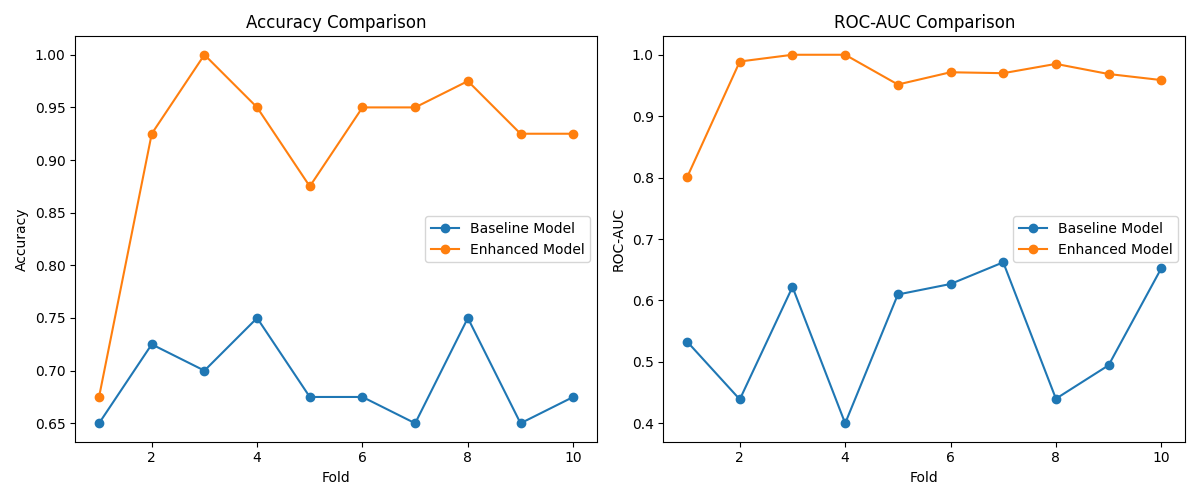 Accuracy Comparison
1.00
0.95
0.90
0.85
0.80
0.75
0.70
0.65
Accuracy
2 4 6 8 10
Fold
Baseline Model
Enhanced Model
ROC-AUC Comparison
1.0
0.9
0.8
0.7
0.6
0.5
0.4
ROC-AUC
2 4 6 8 10
Fold
Baseline Model
Enhanced Model